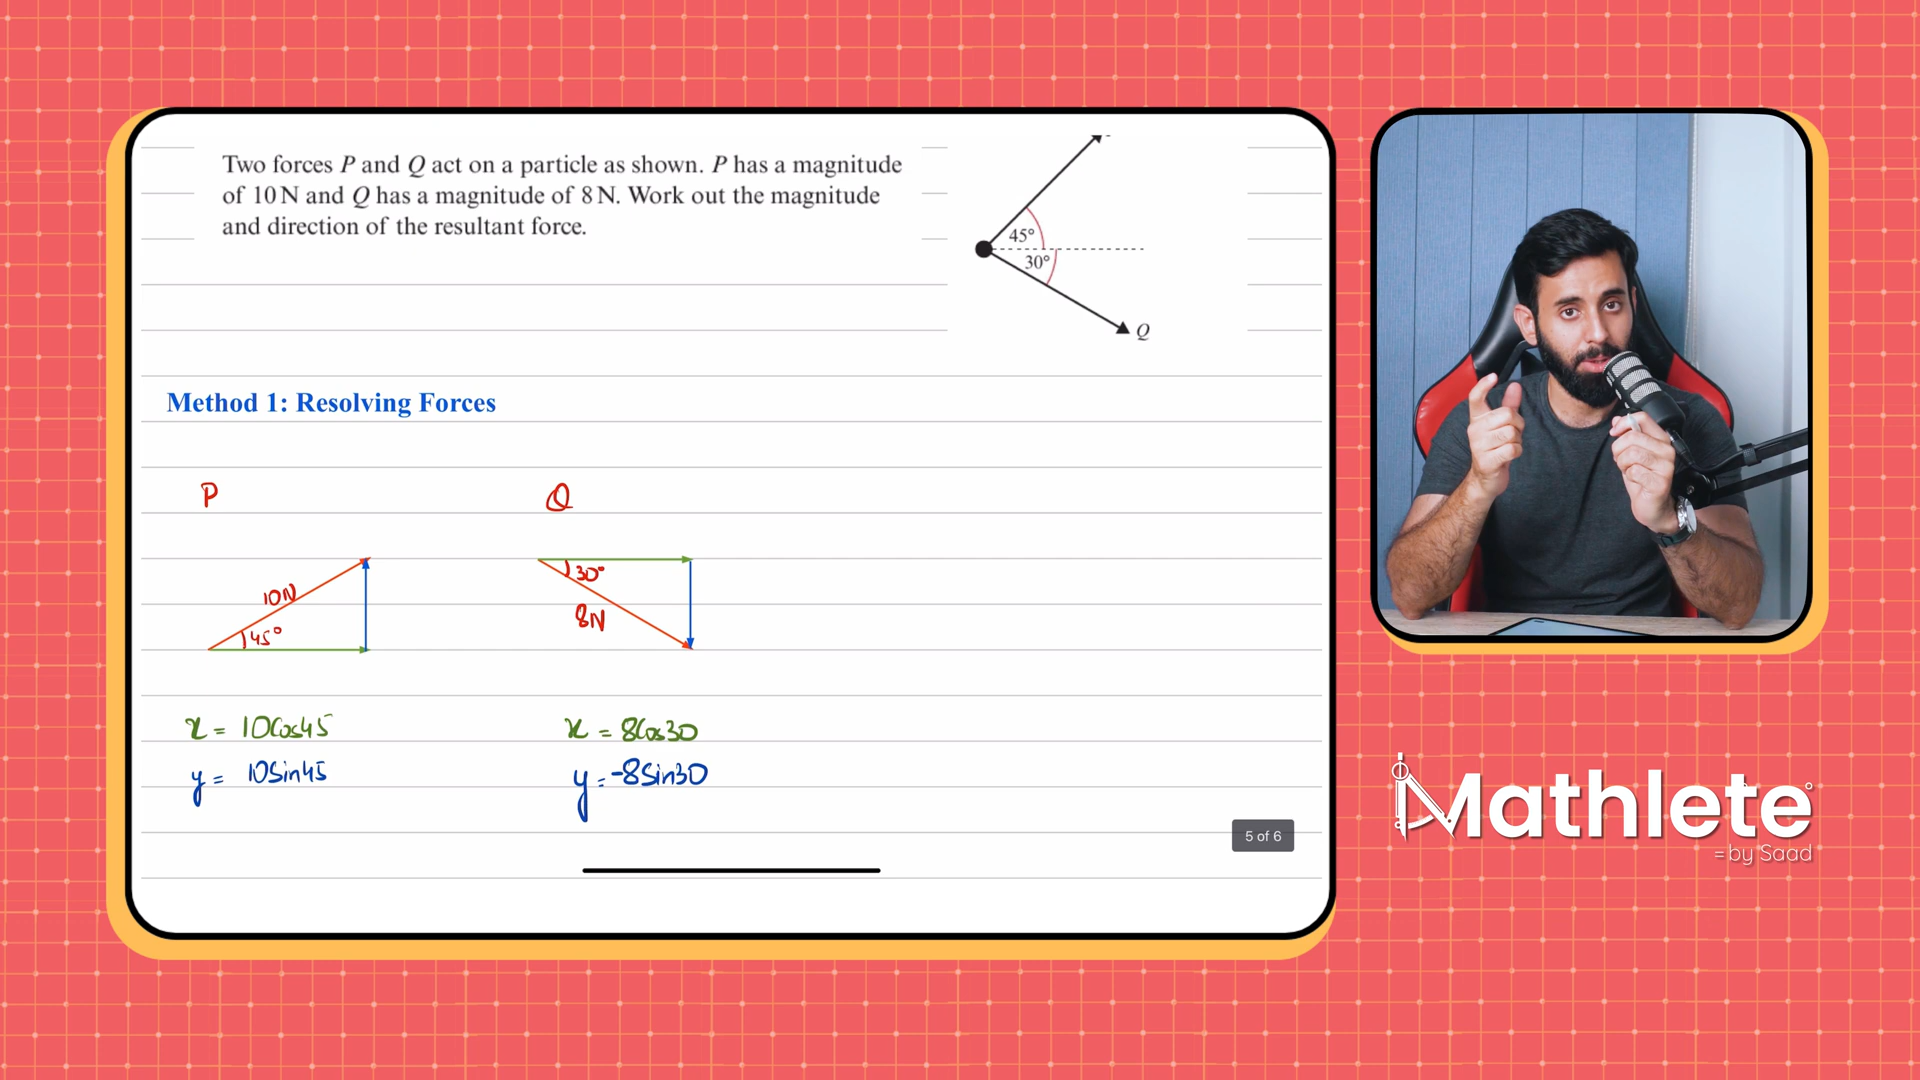 Two forces P and Q act on a particle as shown. P has a magnitude
of 10 N and Q has a magnitude of 8 N. Work out the magnitude
and direction of the resultant force.
45°
30°
Q
Method 1: Resolving Forces
P
Q
10N
45°
30°
8N
x = 10Cos45
y = 10Sin45
x = 8Cos30
y = -8Sin30
5 of 6
Mathlete
= by Saad